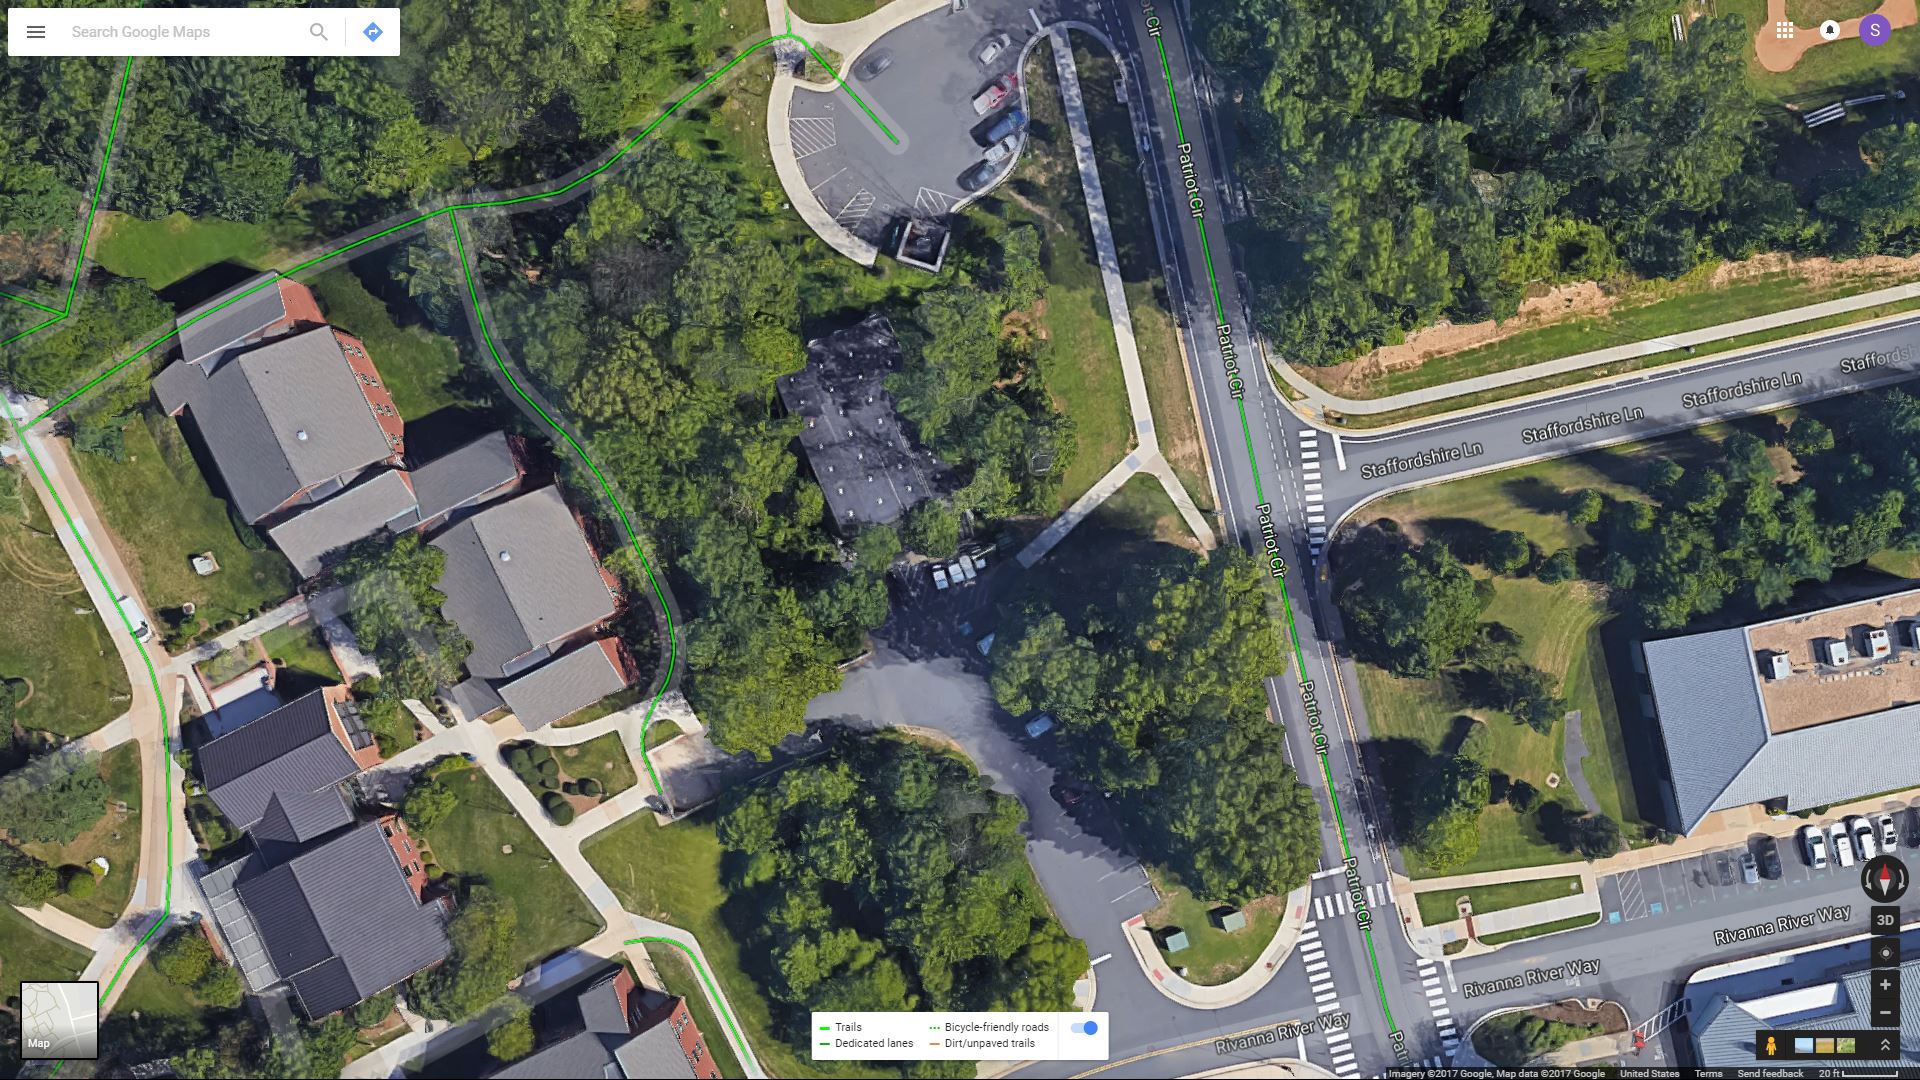 Search Google Maps
S
Patriot Cir
Patriot Cir
Patriot Cir
Staffordshire Ln
Staffordshire Ln
Staffordshire Ln
Patriot Cir
Patriot Cir
Patriot Cir
Rivanna River Way
Rivanna River Way
Rivanna River Way
3D
Map
Trails
Bicycle-friendly roads
Dedicated lanes
Dirt/unpaved trails
Imagery ©2017 Google, Map data ©2017 Google United States Terms Send feedback 20 ft